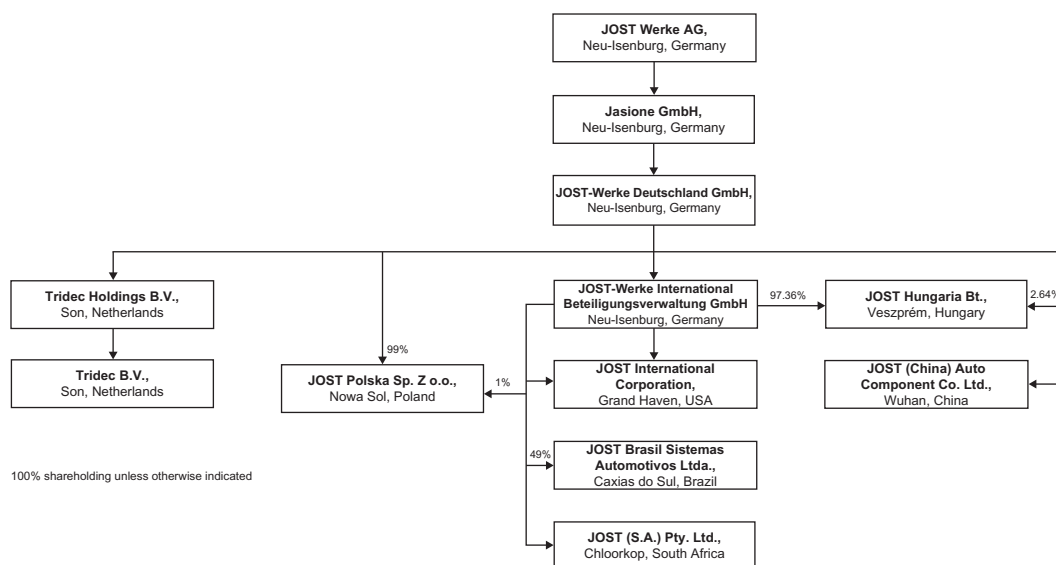 JOST Werke AG,
Neu-Isenburg, Germany
Jasione GmbH,
Neu-Isenburg, Germany
JOST-Werke Deutschland GmbH,
Neu-Isenburg, Germany
Tridec Holdings B.V.,
Son, Netherlands
JOST-Werke International
Beteiligungsverwaltung GmbH
Neu-Isenburg, Germany
97.36%
JOST Hungaria Bt.,
Veszprém, Hungary
2.64%
Tridec B.V.,
Son, Netherlands
99%
JOST Polska Sp. Z o.o.,
Nowa Sol, Poland
1%
JOST International
Corporation,
Grand Haven, USA
JOST (China) Auto
Component Co. Ltd.,
Wuhan, China
100% shareholding unless otherwise indicated
49%
JOST Brasil Sistemas
Automotivos Ltda.,
Caxias do Sul, Brazil
JOST (S.A.) Pty. Ltd.,
Chloorkop, South Africa